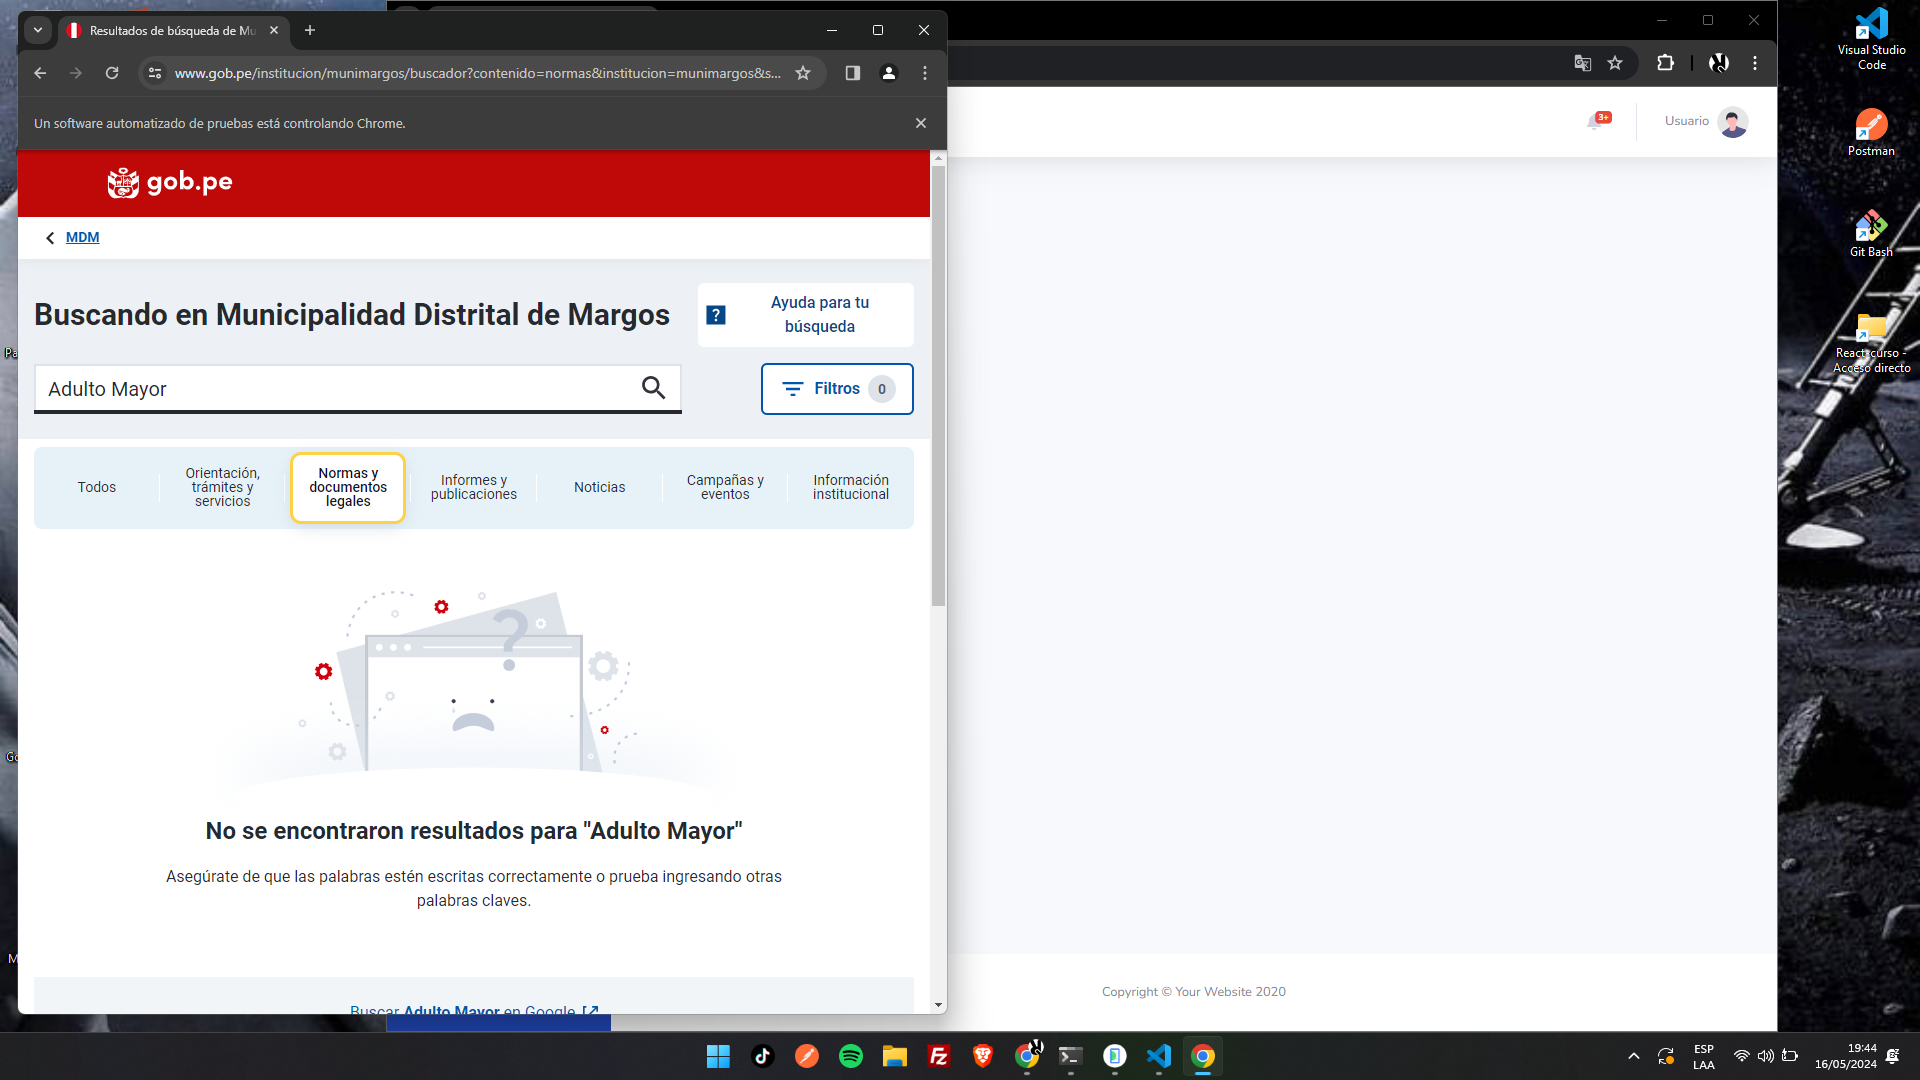 Resultados de búsqueda de Mu
www.gob.pe/institucion/munimargos/buscador?contenido=normas&institucion=munimargos&s...
Un software automatizado de pruebas está controlando Chrome.
gob.pe
MDM
Buscando en Municipalidad Distrital de Margos
? Ayuda para tu
búsqueda
Adulto Mayor
Filtros 0
Todos
Orientación,
trámites y
servicios
Normas y
documentos
legales
Informes y
publicaciones
Noticias
Campañas y
eventos
Información
institucional
?
No se encontraron resultados para "Adulto Mayor"
Asegúrate de que las palabras estén escritas correctamente o prueba ingresando otras
palabras claves.
Buscar Adulto Mayor en Google
3+
Usuario
Copyright © Your Website 2020
Visual Studio
Code
Postman
Git Bash
React-curso -
Acceso directo
ESP
LAA
19:44
16/05/2024